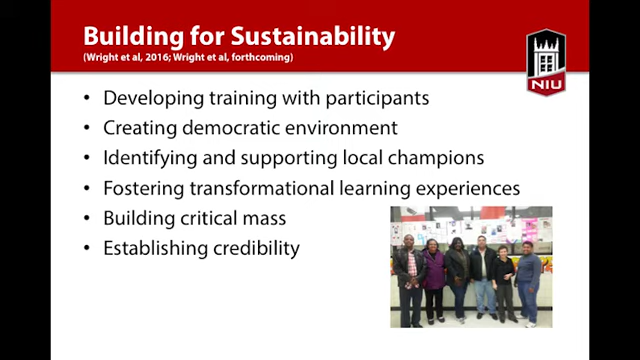 Building for Sustainability
(Wright et al, 2016; Wright et al, forthcoming)
NIU
• Developing training with participants
• Creating democratic environment
• Identifying and supporting local champions
• Fostering transformational learning experiences
• Building critical mass
• Establishing credibility